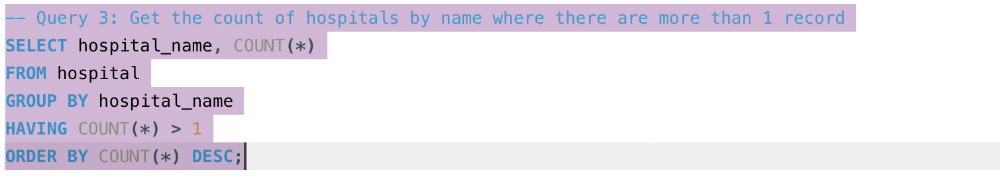 -- Query 3: Get the count of hospitals by name where there are more than 1 record
SELECT hospital_name, COUNT(*)
FROM hospital
GROUP BY hospital_name
HAVING COUNT(*) > 1
ORDER BY COUNT(*) DESC;